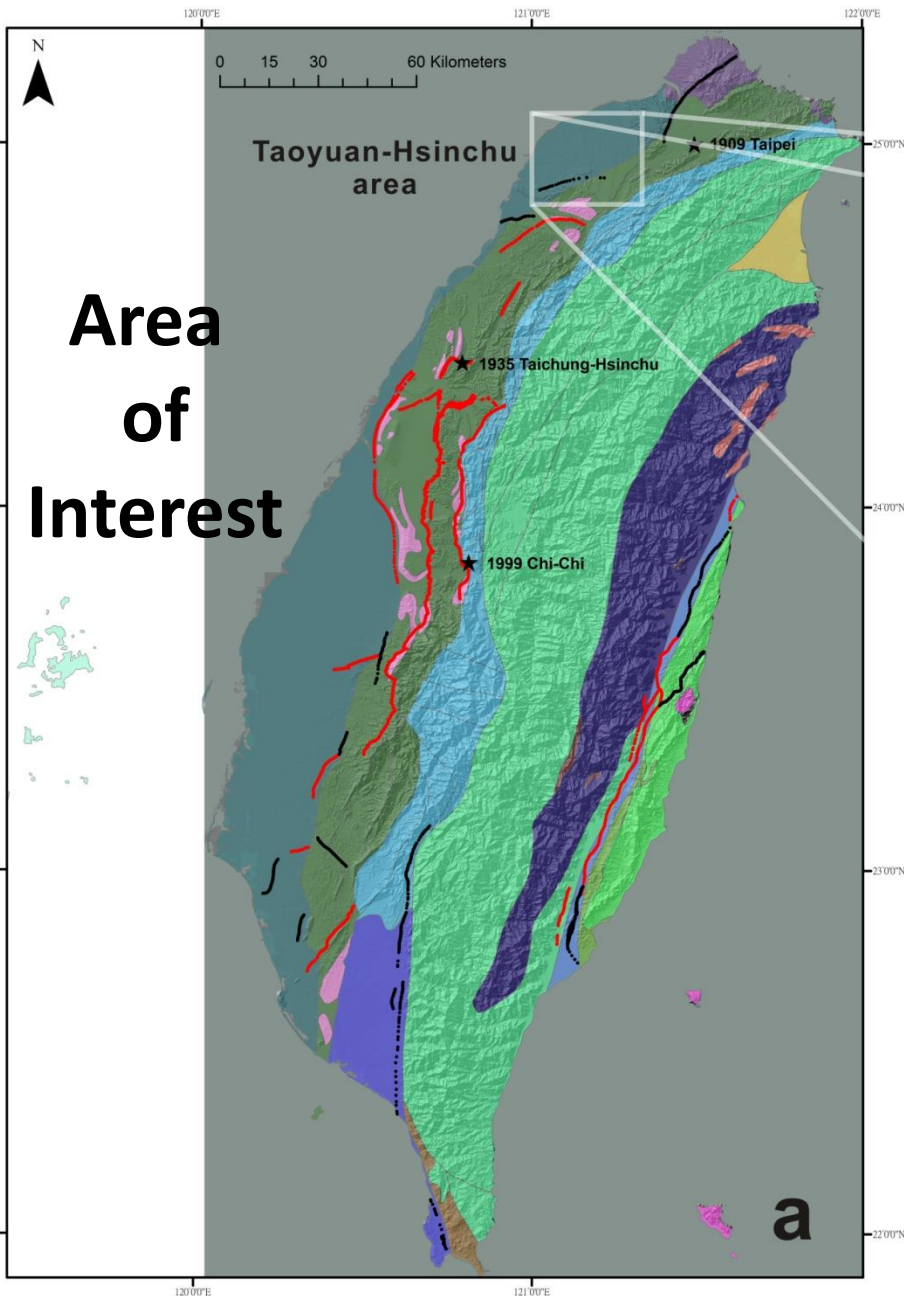 120°0'0"E
121°0'0"E
122°0'0"E
N
0 15 30 60 Kilometers
Taoyuan-Hsinchu
area
1909 Taipei
25°0'0"N
Area
of
Interest
1935 Taichung-Hsinchu
24°0'0"N
1999 Chi-Chi
23°0'0"N
a
22°0'0"N
120°0'0"E
121°0'0"E